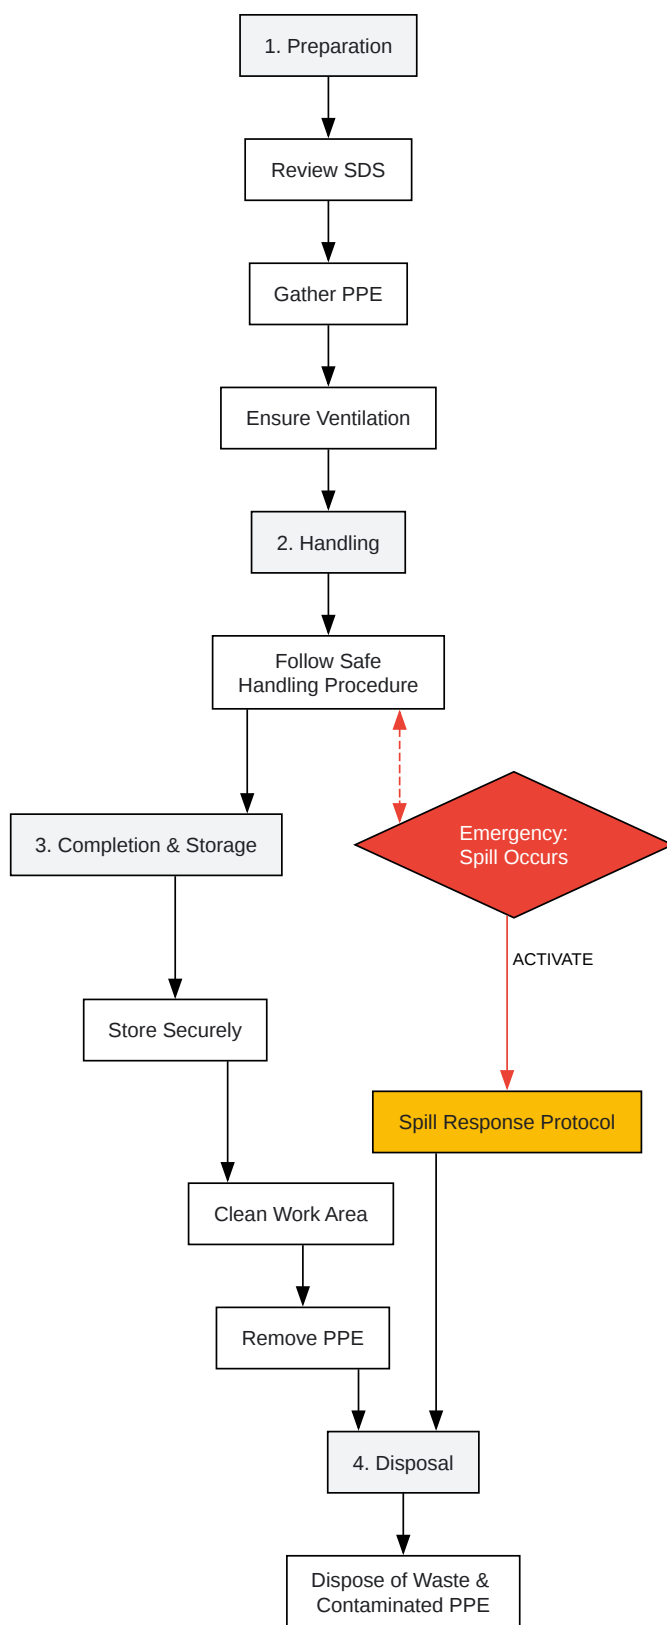 1. Preparation
Review SDS
Gather PPE
Ensure Ventilation
2. Handling
Follow Safe
Handling Procedure
3. Completion & Storage
Emergency:
Spill Occurs
ACTIVATE
Store Securely
Spill Response Protocol
Clean Work Area
Remove PPE
4. Disposal
Dispose of Waste &
Contaminated PPE